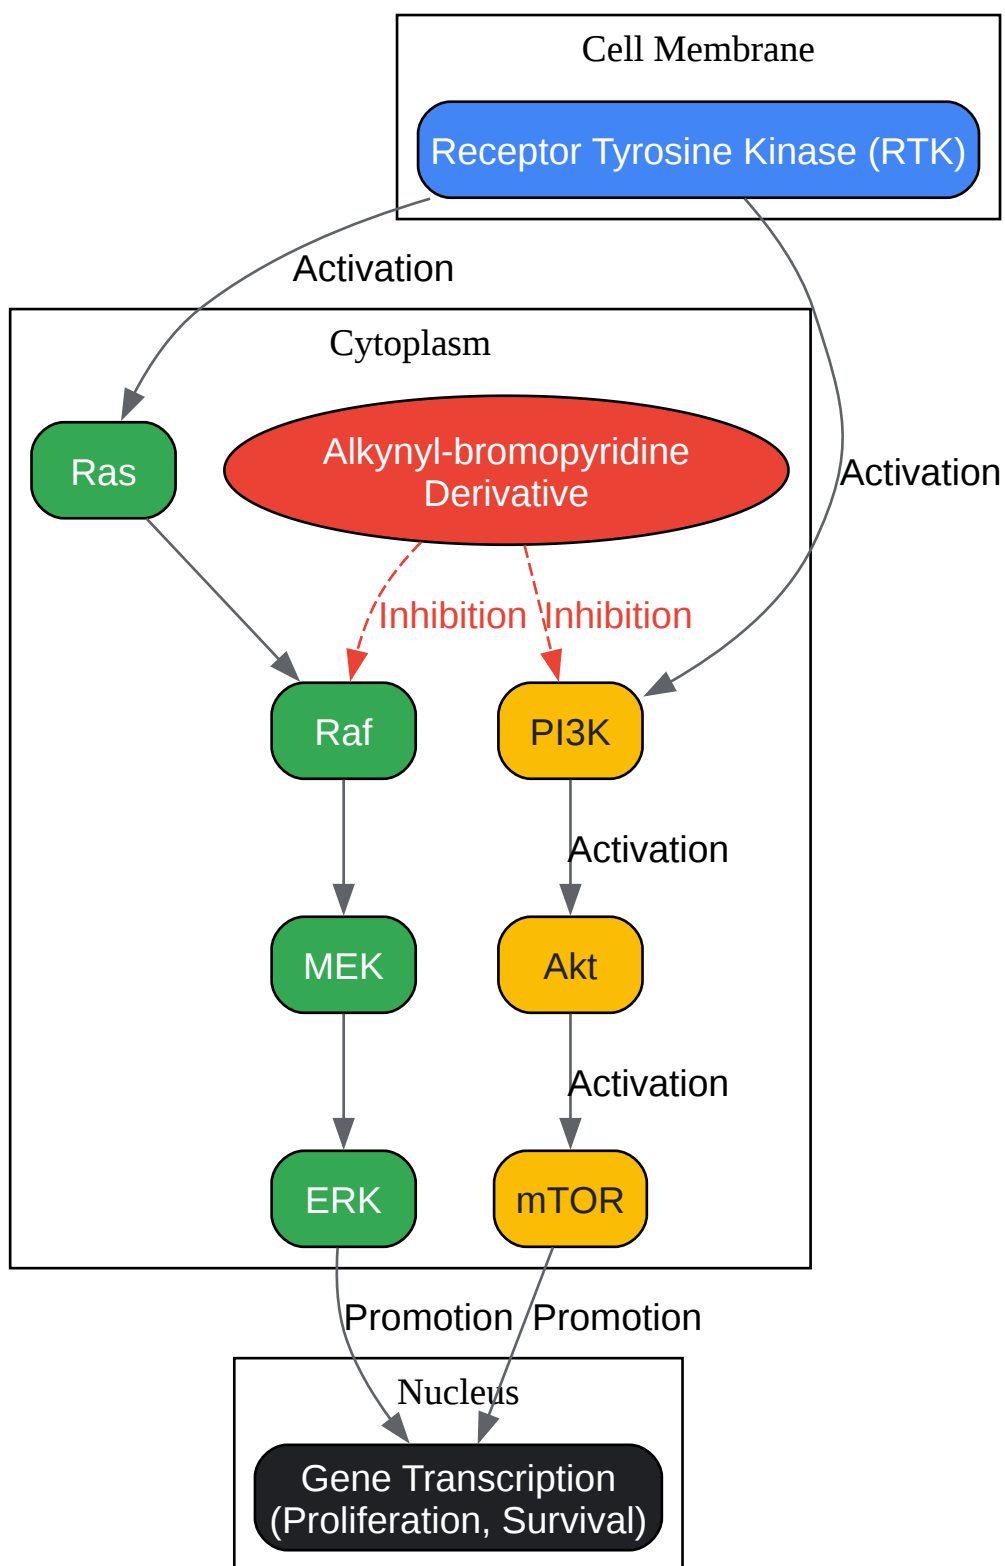 Cell Membrane
Receptor Tyrosine Kinase (RTK)
Activation
Cytoplasm
Ras
Alkynyl-bromopyridine
Derivative
Activation
Inhibition
Inhibition
Raf
PI3K
Activation
MEK
Akt
Activation
ERK
mTOR
Promotion
Promotion
Nucleus
Gene Transcription
(Proliferation, Survival)